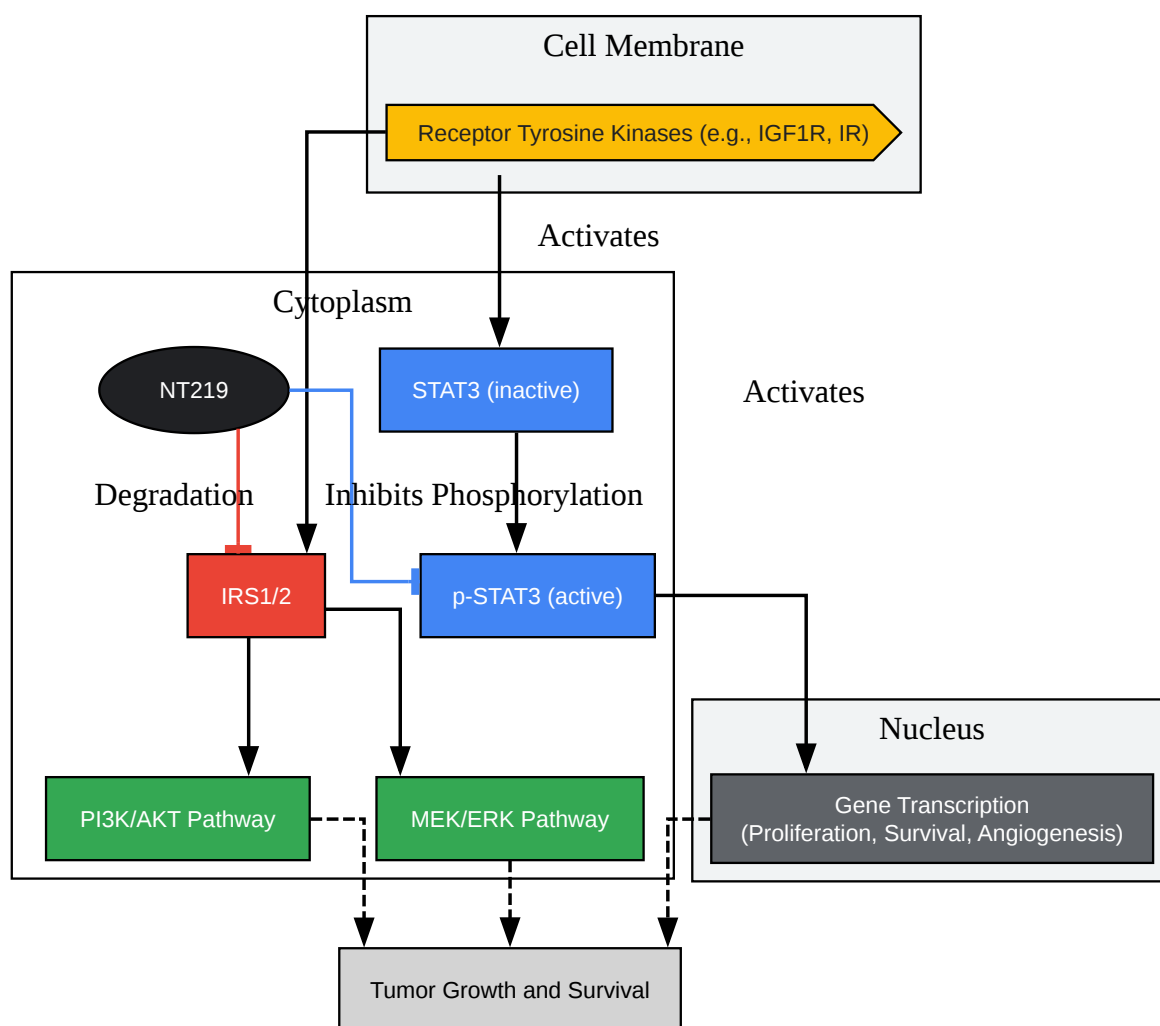 Cell Membrane
Receptor Tyrosine Kinases (e.g., IGF1R, IR)
Activates
Cytoplasm
NT219
STAT3 (inactive)
Activates
Degradation
Inhibits Phosphorylation
IRS1/2
p-STAT3 (active)
Nucleus
PI3K/AKT Pathway
MEK/ERK Pathway
Gene Transcription
(Proliferation, Survival, Angiogenesis)
Tumor Growth and Survival